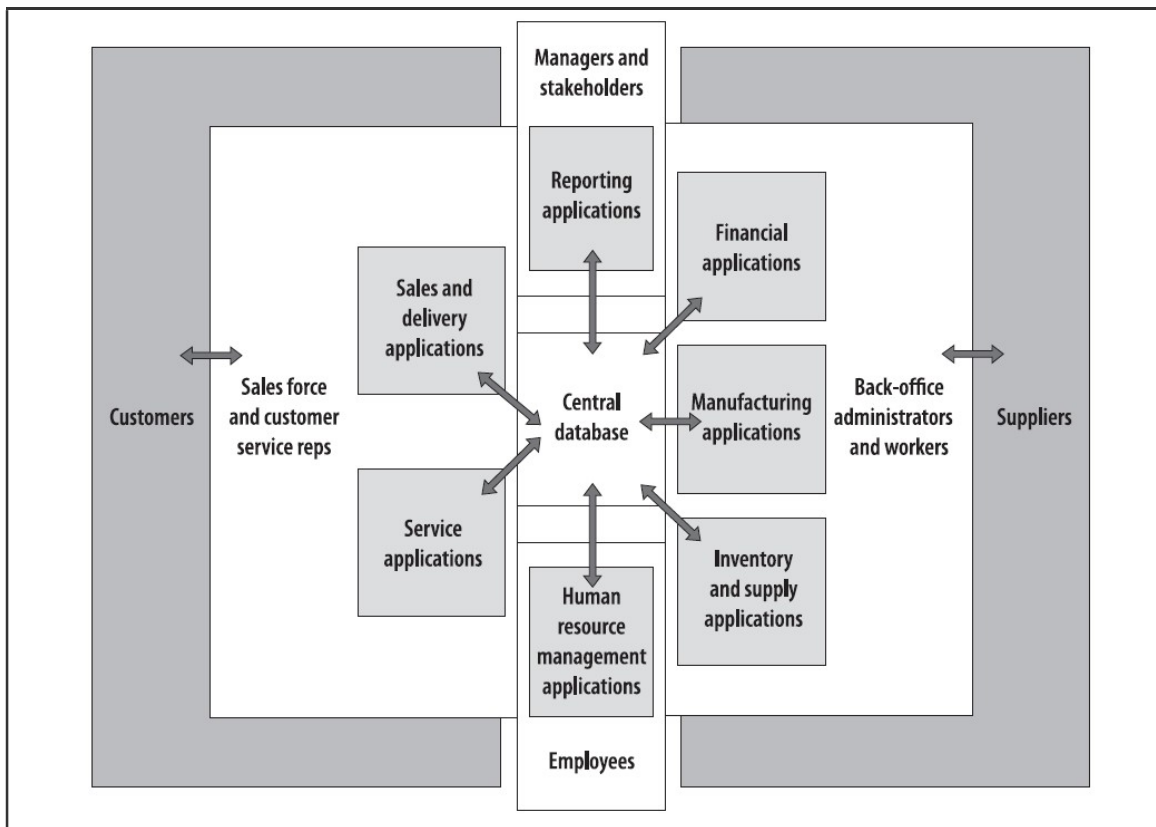 Managers and
stakeholders
Reporting
applications
Financial
applications
Sales and
delivery
applications
Customers
Sales force
and customer
service reps
Central
database
Manufacturing
applications
Back-office
administrators
and workers
Suppliers
Service
applications
Inventory
and supply
applications
Human
resource
management
applications
Employees